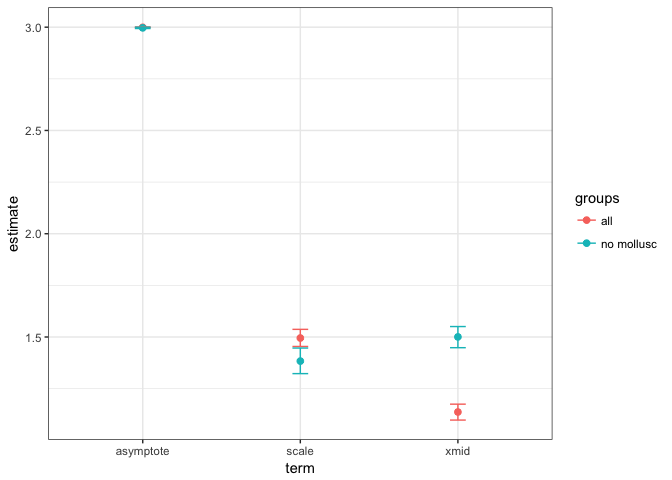 3.0
2.5
2.0
1.5
estimate
asymptote
scale
xmid
term
groups
all
no mollusc